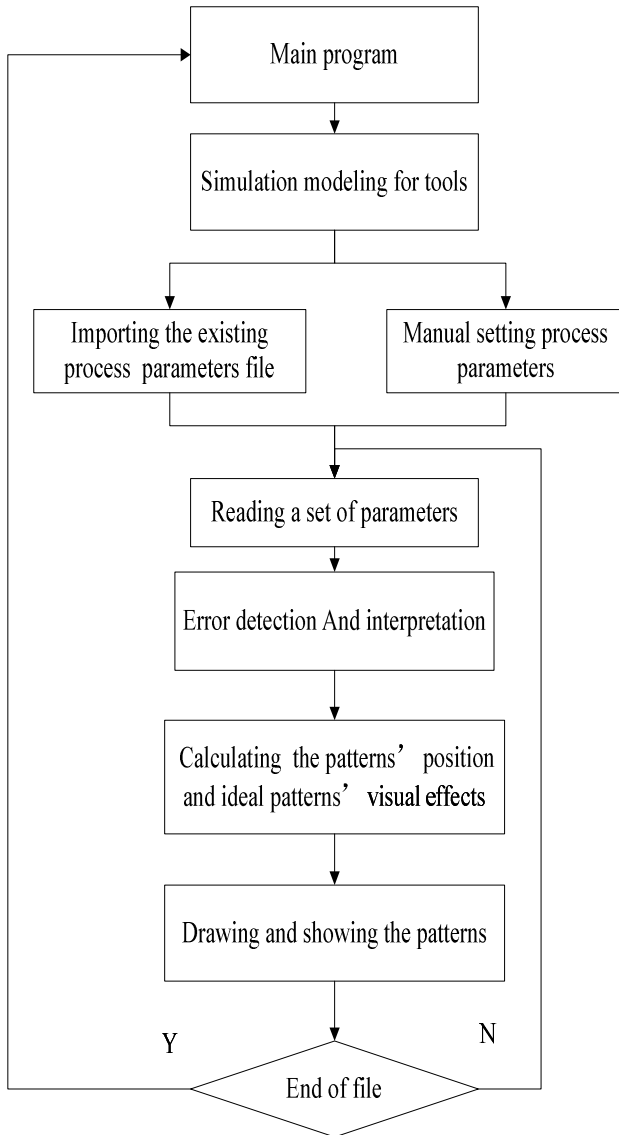 Main program
Simulation modeling for tools
Importing the existing
process parameters file
Manual setting process
parameters
Reading a set of parameters
Error detection And interpretation
Calculating the patterns’ position
and ideal patterns’ visual effects
Drawing and showing the patterns
Y
N
End of file